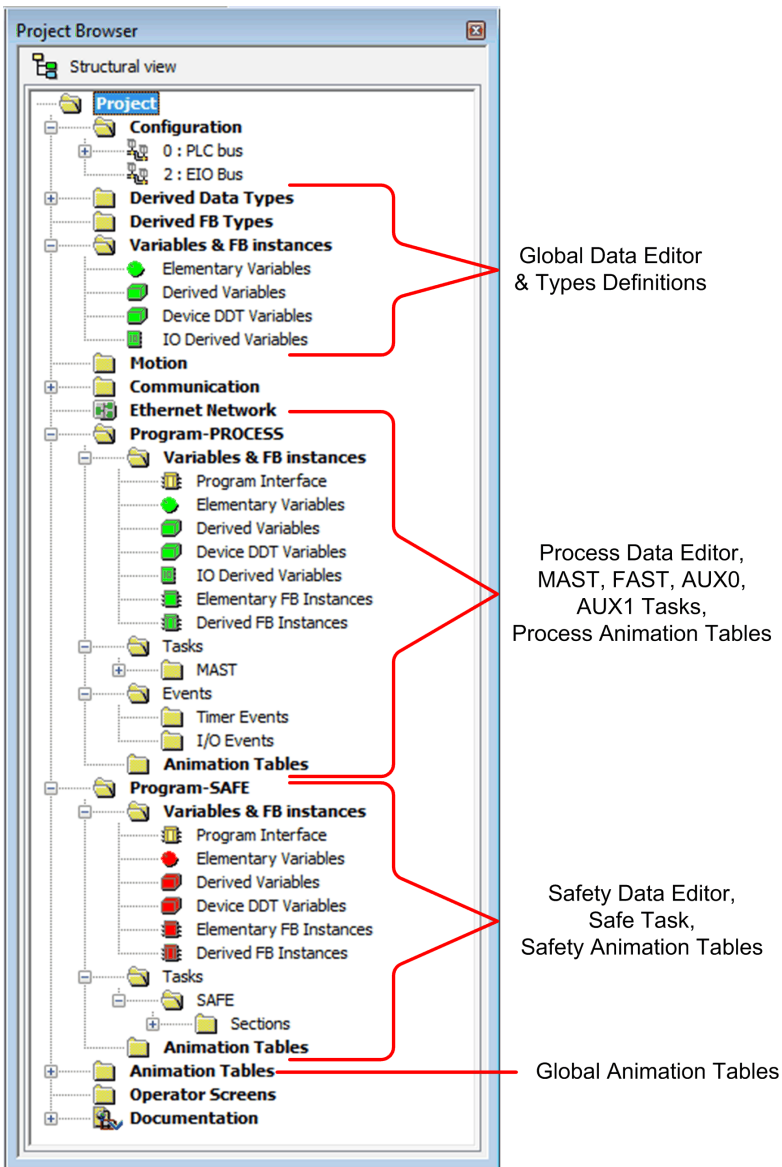 Project Browser
Structural view
Project
Configuration
0 : PLC bus
2 : EIO Bus
Derived Data Types
Derived FB Types
Variables & FB instances
Elementary Variables
Derived Variables
Device DDT Variables
IO Derived Variables
Motion
Communication
Ethernet Network
Program-PROCESS
Variables & FB instances
Program Interface
Elementary Variables
Derived Variables
Device DDT Variables
IO Derived Variables
Elementary FB Instances
Derived FB Instances
Tasks
MAST
Events
Timer Events
I/O Events
Animation Tables
Program-SAFE
Variables & FB instances
Program Interface
Elementary Variables
Derived Variables
Device DDT Variables
Elementary FB Instances
Derived FB Instances
Tasks
SAFE
Sections
Animation Tables
Animation Tables
Operator Screens
Documentation
Global Data Editor
& Types Definitions
Process Data Editor,
MAST, FAST, AUX0,
AUX1 Tasks,
Process Animation Tables
Safety Data Editor,
Safe Task,
Safety Animation Tables
Global Animation Tables